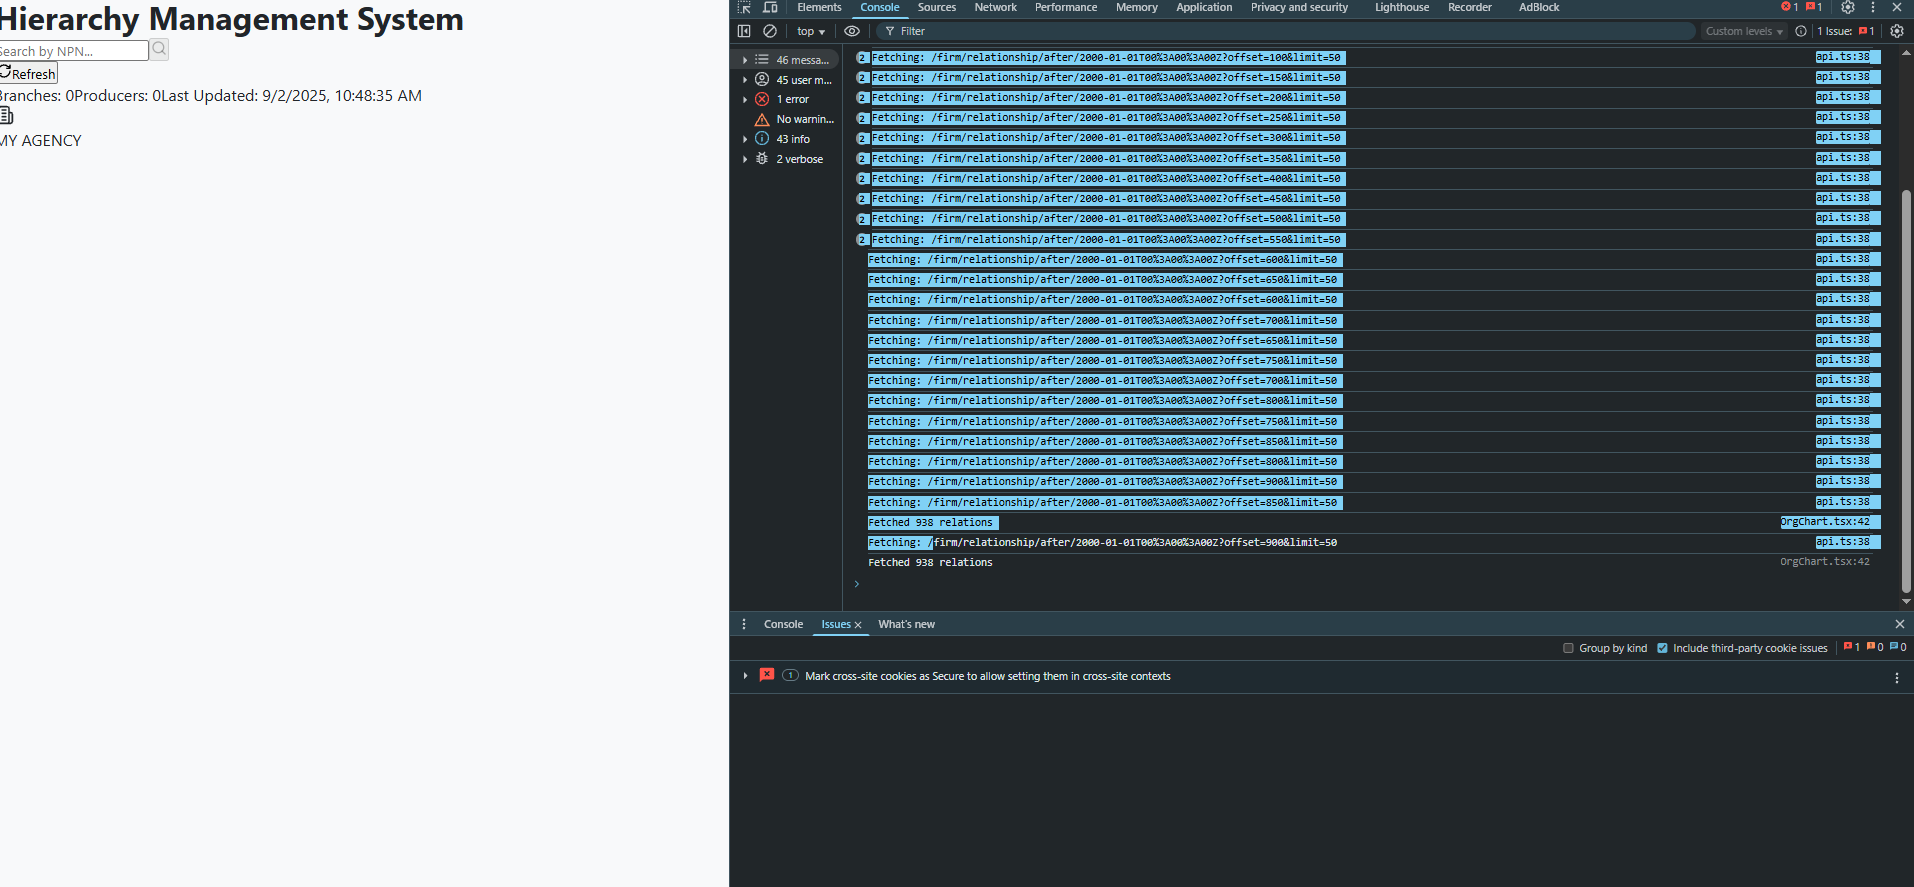 Hierarchy Management System
Search by NPN...
Refresh
Branches: 0Producers: 0Last Updated: 9/2/2025, 10:48:35 AM
MY AGENCY
Elements Console Sources Network Performance Memory Application Privacy and security Lighthouse Recorder AdBlock 1 1
top Filter Custom levels 1 Issue: 1
46 messa...
45 user m...
1 error
No warnin...
43 info
2 verbose
2 Fetching: /firm/relationship/after/2000-01-01T00%3A00%3A00Z?offset=100&limit=50 api.ts:38
2 Fetching: /firm/relationship/after/2000-01-01T00%3A00%3A00Z?offset=150&limit=50 api.ts:38
2 Fetching: /firm/relationship/after/2000-01-01T00%3A00%3A00Z?offset=200&limit=50 api.ts:38
2 Fetching: /firm/relationship/after/2000-01-01T00%3A00%3A00Z?offset=250&limit=50 api.ts:38
2 Fetching: /firm/relationship/after/2000-01-01T00%3A00%3A00Z?offset=300&limit=50 api.ts:38
2 Fetching: /firm/relationship/after/2000-01-01T00%3A00%3A00Z?offset=350&limit=50 api.ts:38
2 Fetching: /firm/relationship/after/2000-01-01T00%3A00%3A00Z?offset=400&limit=50 api.ts:38
2 Fetching: /firm/relationship/after/2000-01-01T00%3A00%3A00Z?offset=450&limit=50 api.ts:38
2 Fetching: /firm/relationship/after/2000-01-01T00%3A00%3A00Z?offset=500&limit=50 api.ts:38
2 Fetching: /firm/relationship/after/2000-01-01T00%3A00%3A00Z?offset=550&limit=50 api.ts:38
Fetching: /firm/relationship/after/2000-01-01T00%3A00%3A00Z?offset=600&limit=50 api.ts:38
Fetching: /firm/relationship/after/2000-01-01T00%3A00%3A00Z?offset=650&limit=50 api.ts:38
Fetching: /firm/relationship/after/2000-01-01T00%3A00%3A00Z?offset=600&limit=50 api.ts:38
Fetching: /firm/relationship/after/2000-01-01T00%3A00%3A00Z?offset=700&limit=50 api.ts:38
Fetching: /firm/relationship/after/2000-01-01T00%3A00%3A00Z?offset=650&limit=50 api.ts:38
Fetching: /firm/relationship/after/2000-01-01T00%3A00%3A00Z?offset=750&limit=50 api.ts:38
Fetching: /firm/relationship/after/2000-01-01T00%3A00%3A00Z?offset=700&limit=50 api.ts:38
Fetching: /firm/relationship/after/2000-01-01T00%3A00%3A00Z?offset=800&limit=50 api.ts:38
Fetching: /firm/relationship/after/2000-01-01T00%3A00%3A00Z?offset=750&limit=50 api.ts:38
Fetching: /firm/relationship/after/2000-01-01T00%3A00%3A00Z?offset=850&limit=50 api.ts:38
Fetching: /firm/relationship/after/2000-01-01T00%3A00%3A00Z?offset=800&limit=50 api.ts:38
Fetching: /firm/relationship/after/2000-01-01T00%3A00%3A00Z?offset=900&limit=50 api.ts:38
Fetching: /firm/relationship/after/2000-01-01T00%3A00%3A00Z?offset=850&limit=50 api.ts:38
Fetched 938 relations OrgChart.tsx:42
Fetching: /firm/relationship/after/2000-01-01T00%3A00%3A00Z?offset=900&limit=50 api.ts:38
Fetched 938 relations OrgChart.tsx:42
Console Issues What's new
Group by kind Include third-party cookie issues 1 0 0
1 Mark cross-site cookies as Secure to allow setting them in cross-site contexts